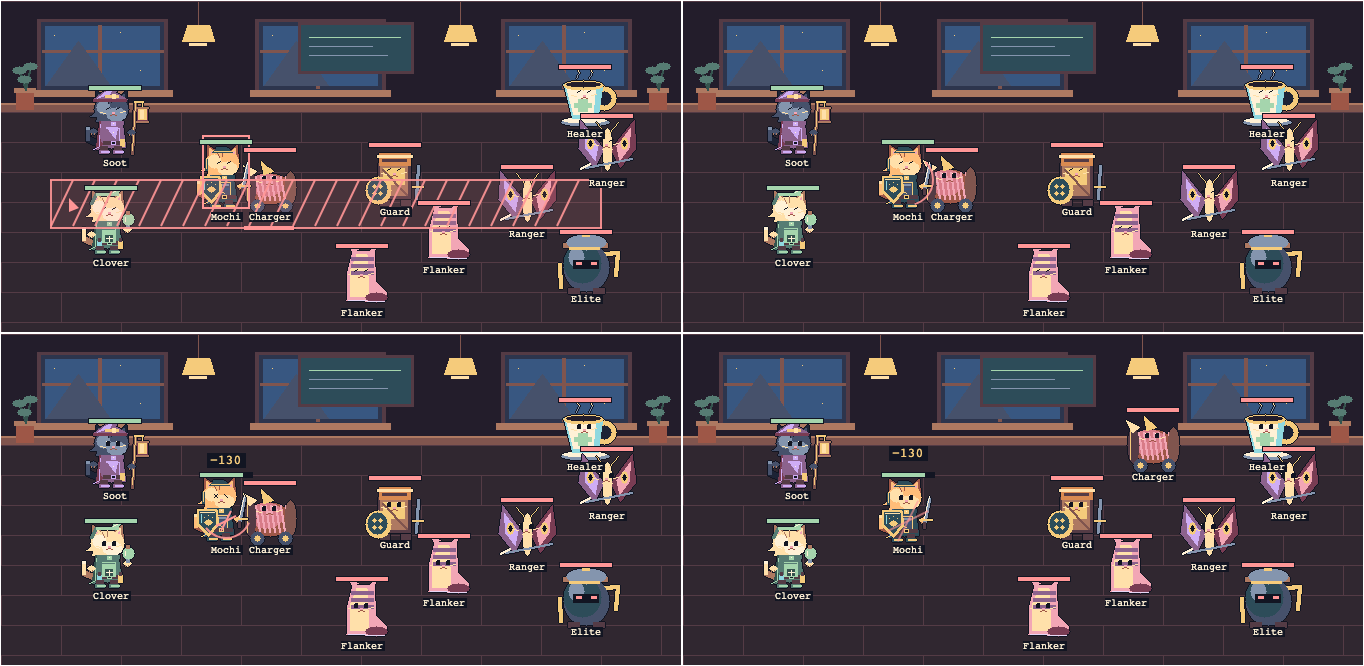 Healer
Soot
Ranger
Mochi
Charger
Guard
Ranger
Clover
Flanker
Elite
Flanker
Healer
Soot
Ranger
Mochi
Charger
Guard
Ranger
Clover
Flanker
Elite
Flanker
-130
Healer
Soot
Ranger
Mochi
Charger
Guard
Ranger
Clover
Flanker
Elite
Flanker
-130
Healer
Charger
Soot
Ranger
Mochi
Guard
Ranger
Clover
Flanker
Elite
Flanker